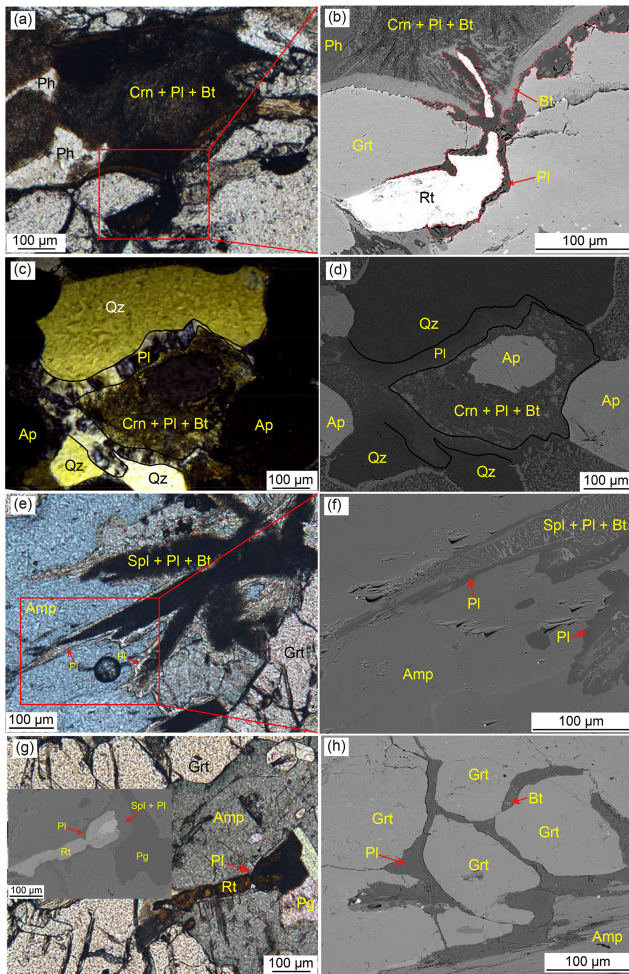 (a)
Ph
Crn + Pl + Bt
Ph
100 µm
(b)
Crn + Pl + Bt
Ph
Bt
Grt
Pl
Rt
100 µm
(c)
Qz
Pl
Crn + Pl + Bt
Ap
Ap
Qz
Qz
100 µm
(d)
Qz
Pl
Ap
Crn + Pl + Bt
Ap
Qz
Qz
100 µm
(e)
Spl + Pl + Bt
Amp
Grt
Pl
Pl
100 µm
(f)
Spl + Pl + Bt
Pl
Pl
Amp
100 µm
(g)
Grt
Amp
Spl + Pl
Pl
Rt
Pg
100 µm
Pl
Rt
Pg
100 µm
(h)
Grt
Bt
Grt
Grt
Pl
Grt
Amp
100 µm